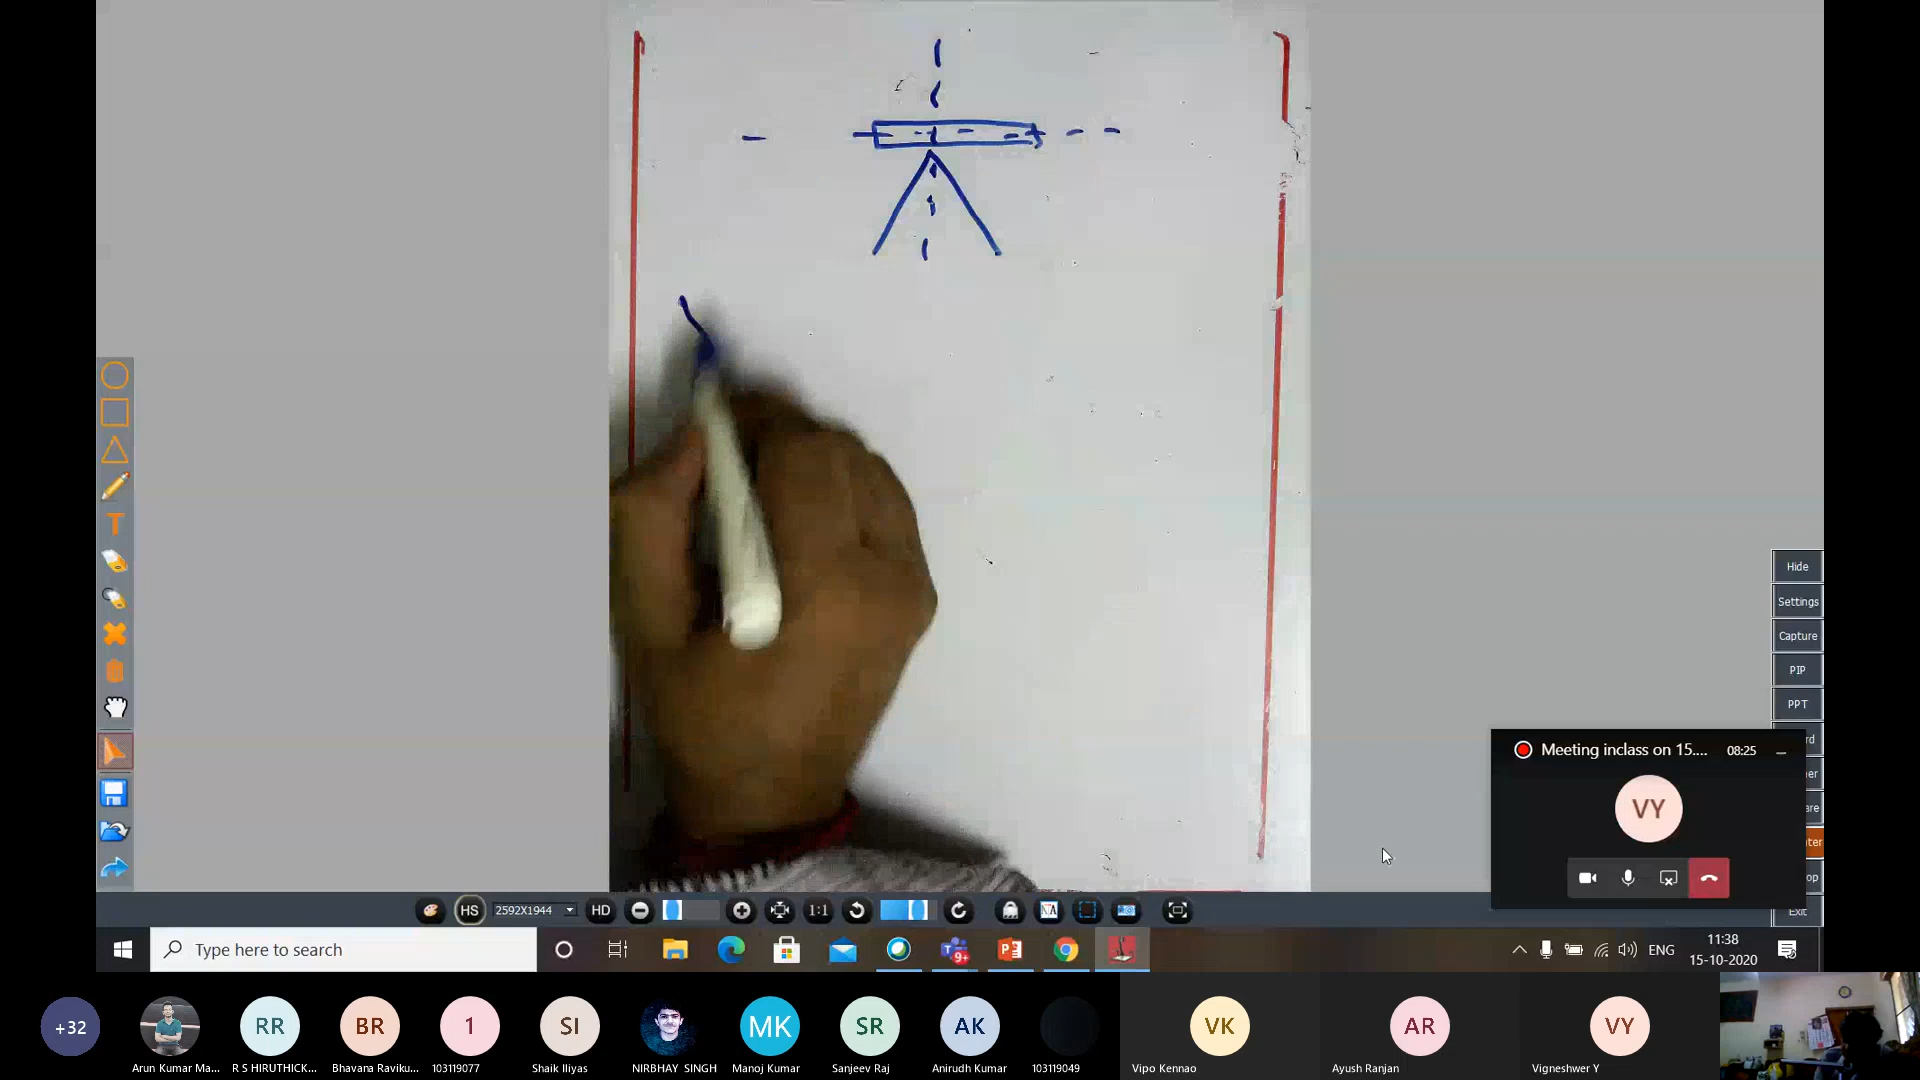 T
Hide
Settings
Capture
PIP
PPT
Meeting inclass on 15....
08:25
VY
Exit
HS
2592X1944
HD
1:1
Type here to search
9+
ENG
11:38
15-10-2020
+32
RR
BR
1
SI
MK
SR
AK
VK
AR
VY
Arun Kumar Ma...
R S HIRUTHICK...
Bhavana Raviku...
103119077
Shaik Iliyas
NIRBHAY SINGH
Manoj Kumar
Sanjeev Raj
Anirudh Kumar
103119049
Vipo Kennao
Ayush Ranjan
Vigneshwer Y